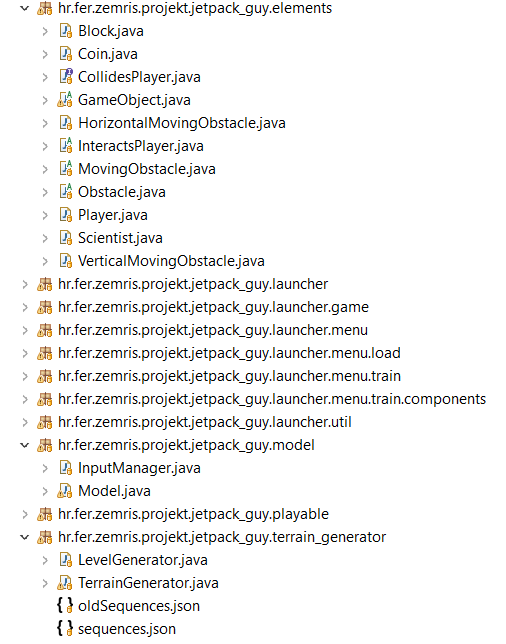 hr.fer.zemris.projekt.jetpack_guy.elements
Block.java
Coin.java
CollidesPlayer.java
GameObject.java
HorizontalMovingObstacle.java
InteractsPlayer.java
MovingObstacle.java
Obstacle.java
Player.java
Scientist.java
VerticalMovingObstacle.java
hr.fer.zemris.projekt.jetpack_guy.launcher
hr.fer.zemris.projekt.jetpack_guy.launcher.game
hr.fer.zemris.projekt.jetpack_guy.launcher.menu
hr.fer.zemris.projekt.jetpack_guy.launcher.menu.load
hr.fer.zemris.projekt.jetpack_guy.launcher.menu.train
hr.fer.zemris.projekt.jetpack_guy.launcher.menu.train.components
hr.fer.zemris.projekt.jetpack_guy.launcher.util
hr.fer.zemris.projekt.jetpack_guy.model
InputManager.java
Model.java
hr.fer.zemris.projekt.jetpack_guy.playable
hr.fer.zemris.projekt.jetpack_guy.terrain_generator
LevelGenerator.java
TerrainGenerator.java
oldSequences.json
sequences.json